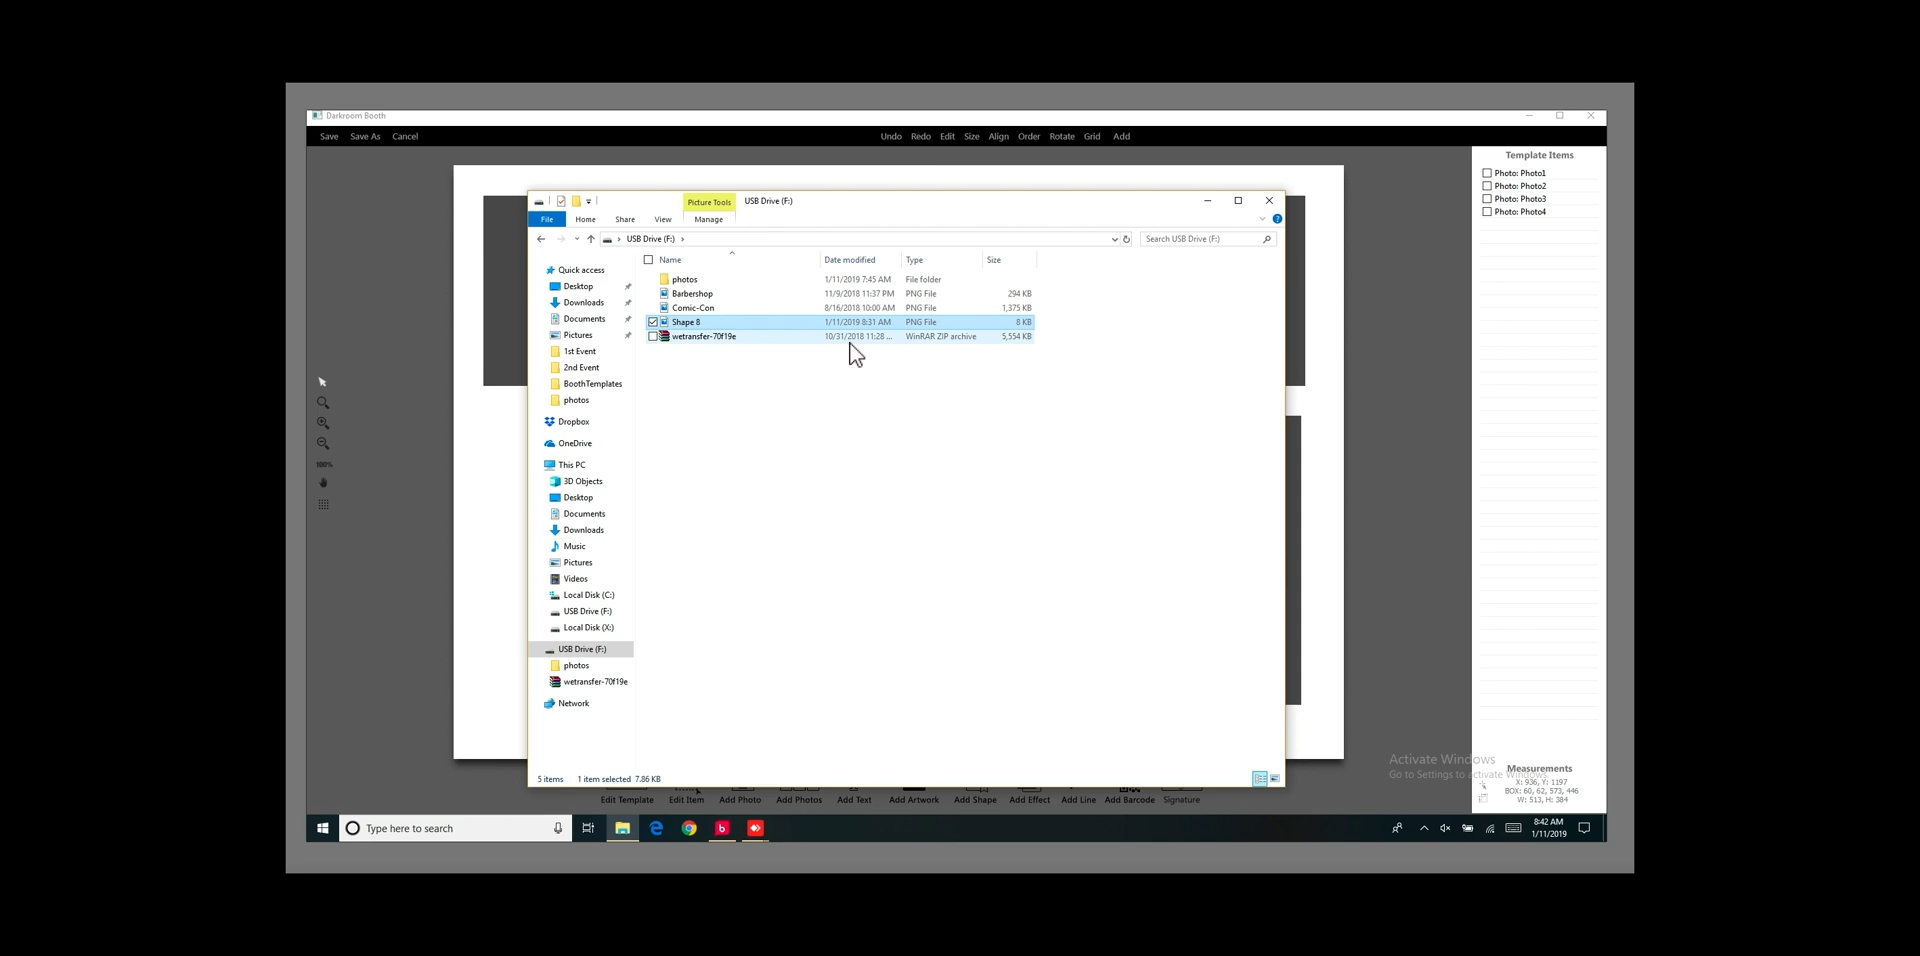 Darkroom Booth
Save Save As Cancel Undo Redo Edit Size Align Order Rotate Grid Add
Template Items
Photo: Photo1
Photo: Photo2
Photo: Photo3
Photo: Photo4
Picture Tools USB Drive (F:)
File Home Share View Manage
USB Drive (F:) Search USB Drive (F:)
Name Date modified Type Size
photos 1/11/2019 7:45 AM File folder
Barbershop 11/9/2018 11:37 PM PNG File 294 KB
Comic-Con 8/16/2018 10:00 AM PNG File 1,375 KB
Shape 8 1/11/2019 8:31 AM PNG File 8 KB
wetransfer-70f19e 10/31/2018 11:28 ... WinRAR ZIP archive 5,554 KB
Quick access
Desktop
Downloads
Documents
Pictures
1st Event
2nd Event
BoothTemplates
photos
Dropbox
OneDrive
This PC
3D Objects
Desktop
Documents
Downloads
Music
Pictures
Videos
Local Disk (C:)
USB Drive (F:)
Local Disk (X:)
USB Drive (F:)
photos
wetransfer-70f19e
Network
5 items 1 item selected 7.86 KB
100%
Activate Windows
Go to Settings to activate Windows.
Measurements
X: 936, Y: 1197
BOX: 60, 62, 573, 446
W: 513, H: 384
Edit Template Edit Item Add Photo Add Photos Add Text Add Artwork Add Shape Add Effect Add Line Add Barcode Signature
Type here to search
b
8:42 AM
1/11/2019